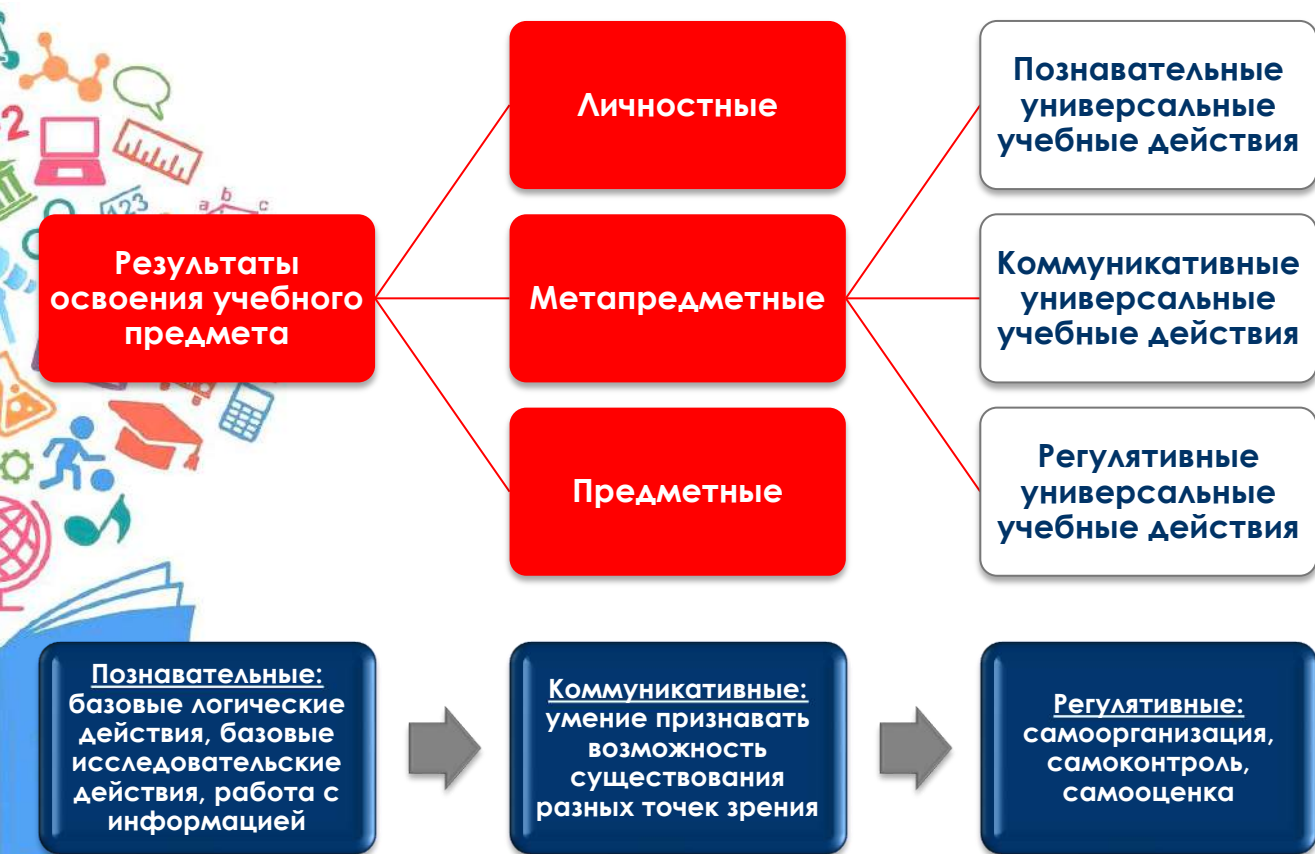 2
123
a b c
Результаты
освоения учебного
предмета
Личностные
Метапредметные
Предметные
Познавательные
универсальные
учебные действия
Коммуникативные
универсальные
учебные действия
Регулятивные
универсальные
учебные действия
Познавательные:
базовые логические
действия, базовые
исследовательские
действия, работа с
информацией
Коммуникативные:
умение признавать
возможность
существования
разных точек зрения
Регулятивные:
самоорганизация,
самоконтроль,
самооценка